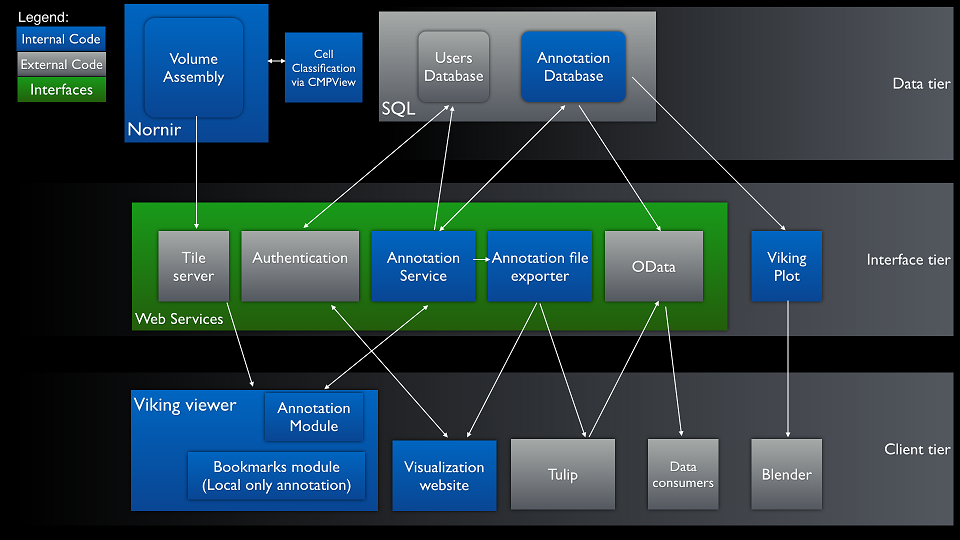 Legend:
Internal Code
External Code
Interfaces
Volume
Assembly
Nornir
Cell
Classification
via CMPView
Users
Database
Annotation
Database
SQL
Data tier
Tile
server
Authentication
Annotation
Service
Annotation file
exporter
OData
Web Services
Viking
Plot
Interface tier
Viking viewer
Annotation
Module
Bookmarks module
(Local only annotation)
Visualization
website
Tulip
Data
consumers
Blender
Client tier